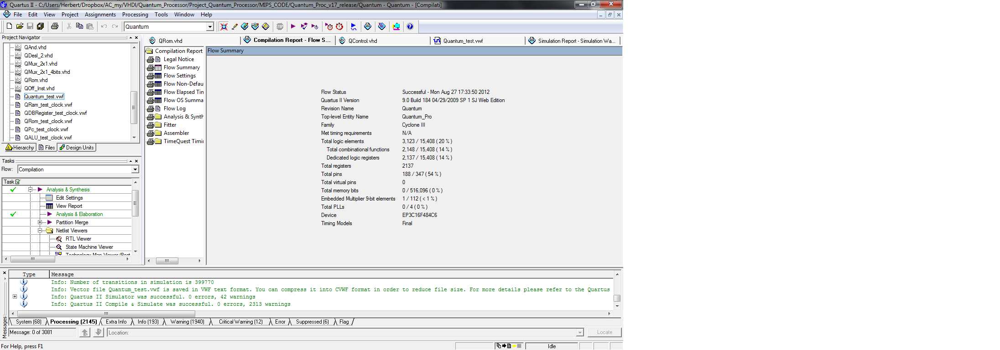 Quartus II - C:/Users/Herbert/Dropbox/AC_my/VHDI/Quantum_Processor/Project_Quantum_Processor/MIPS_CODE/Quantum_Proc_v17_release/Quantum - Quantum - [Compilati]
File Edit View Project Assignments Processing Tools Window Help
Quantum
STOP
Project Navigator
QAnd.vhd
QDesl_2.vhd
QMux_2x1.vhd
QMux_2x1_4bits.vhd
QRom.vhd
QOff_Inst.vhd
Quantum_test.vwf
QRam_test_clock.vwf
QDBRegister_test_clock.vwf
QRom_test_clock.vwf
QPc_test_clock.vwf
QALU_test_clock.vwf
Hierarchy Files Design Units
Tasks
Flow: Compilation
Task
Analysis & Synthesis
Edit Settings
View Report
Analysis & Elaboration
Partition Merge
Netlist Viewers
RTL Viewer
State Machine Viewer
Technology Map Viewer (Post
QRom.vhd Compilation Report - Flow S... QControl.vhd Quantum_test.vwf Simulation Report - Simulation Wa...
Compilation Report
Legal Notice
Flow Summary
Flow Settings
Flow Non-Defau
Flow Elapsed Tim
Flow OS Summa
Flow Log
Analysis & Synth
Fitter
Assembler
TimeQuest Timi
Flow Summary
Flow Status Successful - Mon Aug 27 17:33:50 2012
Quartus II Version 9.0 Build 184 04/29/2009 SP 1 SJ Web Edition
Revision Name Quantum
Top-level Entity Name Quantum_Pro
Family Cyclone III
Met timing requirements N/A
Total logic elements 3,123 / 15,408 ( 20 % )
Total combinational functions 2,148 / 15,408 ( 14 % )
Dedicated logic registers 2,137 / 15,408 ( 14 % )
Total registers 2137
Total pins 188 / 347 ( 54 % )
Total virtual pins 0
Total memory bits 0 / 516,096 ( 0 % )
Embedded Multiplier 9-bit elements 1 / 112 ( < 1 % )
Total PLLs 0 / 4 ( 0 % )
Device EP3C16F484C6
Timing Models Final
Type Message
Info: Number of transitions in simulation is 399770
Info: Vector file Quantum_test.vwf is saved in VWF text format. You can compress it into CVWF format in order to reduce file size. For more details please refer to the Quartus
Info: Quartus II Simulator was successful. 0 errors, 42 warnings
Info: Quartus II Compile & Simulate was successful. 0 errors, 2313 warnings
System (68) Processing (2145) Extra Info Info (193) Warning (1940) Critical Warning (12) Error Suppressed (6) Flag
Messages
Message: 0 of 3081 Location: Locate
For Help, press F1 Idle